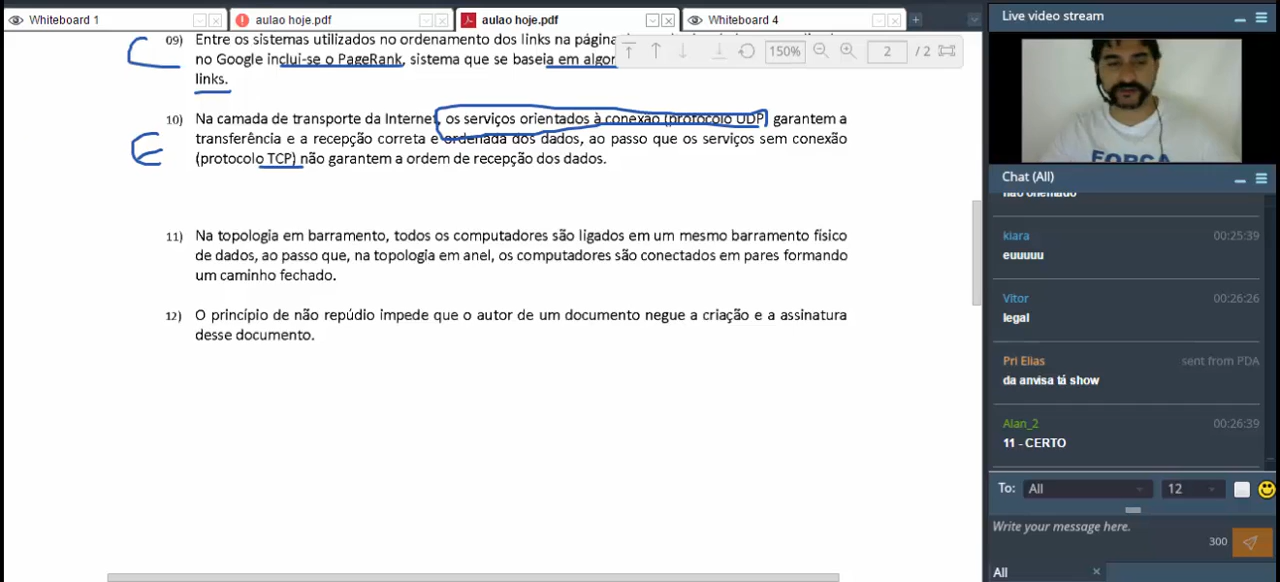 Whiteboard 1
aulao hoje.pdf
aulao hoje.pdf
Whiteboard 4
Live video stream
150%
2
/ 2
C
09) Entre os sistemas utilizados no ordenamento dos links na página
no Google inclui-se o PageRank, sistema que se baseia em algor
links.
10) Na camada de transporte da Internet, os serviços orientados à conexão (protocolo UDP) garantem a
E
transferência e a recepção correta e ordenada dos dados, ao passo que os serviços sem conexão
(protocolo TCP) não garantem a ordem de recepção dos dados.
11) Na topologia em barramento, todos os computadores são ligados em um mesmo barramento físico
de dados, ao passo que, na topologia em anel, os computadores são conectados em pares formando
um caminho fechado.
12) O princípio de não repúdio impede que o autor de um documento negue a criação e a assinatura
desse documento.
FORÇA
Chat (All)
kiara 00:25:39
euuuuu
Vitor 00:26:26
legal
Pri Elias sent from PDA
da anvisa tá show
Alan_2 00:26:39
11 - CERTO
To: All 12
Write your message here.
300
All